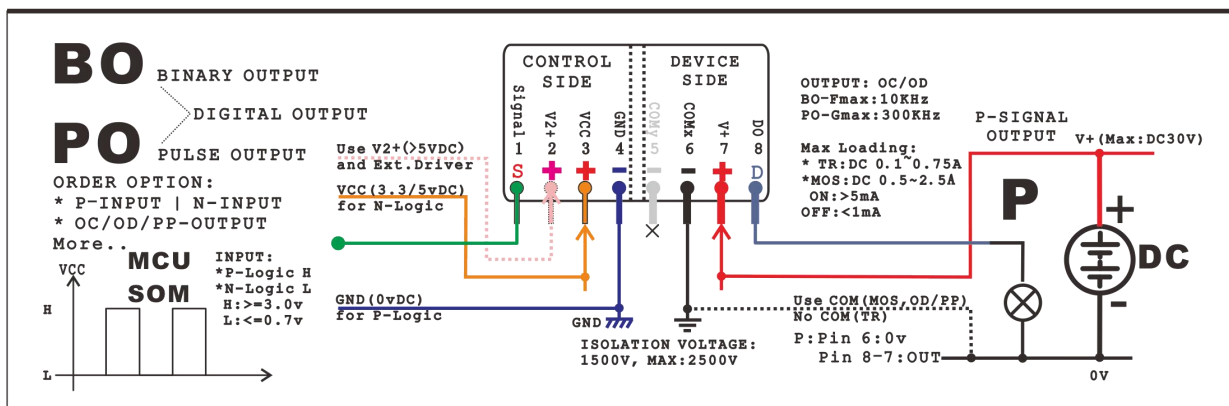 BO BINARY OUTPUT
DIGITAL OUTPUT
PO PULSE OUTPUT
ORDER OPTION:
* P-INPUT | N-INPUT
* OC/OD/PP-OUTPUT
More..
VCC
H
L
MCU
SOM
INPUT:
*P-Logic H
*N-Logic L
H:>=3.0v
L:<=0.7v
Use V2+(>5VDC)
and Ext.Driver
VCC(3.3/5vDC)
for N-Logic
GND(0vDC)
for P-Logic
CONTROL
SIDE
DEVICE
SIDE
Signal 1
V2+ 2
VCC 3
GND 4
COMy 5
COMx 6
V+ 7
DO 8
S + + - - - + D
×
GND
ISOLATION VOLTAGE:
1500V, MAX:2500V
OUTPUT: OC/OD
BO-Fmax:10KHz
PO-Gmax:300KHz
Max Loading:
* TR:DC 0.1~0.75A
*MOS:DC 0.5~2.5A
ON:>5mA
OFF:<1mA
P-SIGNAL
OUTPUT
V+(Max:DC30V)
P
+
DC
-
Use COM(MOS,OD/PP)
No COM(TR)
P:Pin 6:0v
Pin 8-7:OUT
0V